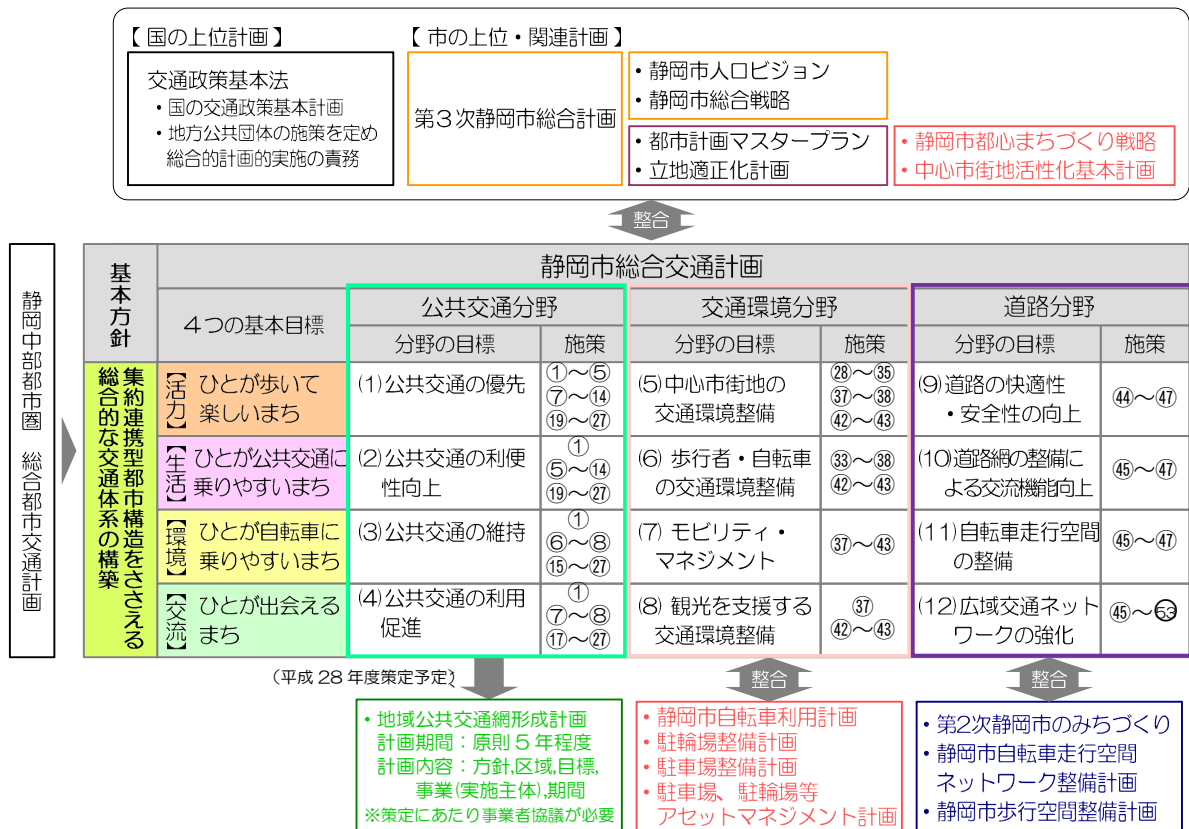 【 国の上位計画 】
交通政策基本法
・国の交通政策基本計画
・地方公共団体の施策を定め
総合的計画的実施の責務
【 市の上位・関連計画 】
第3次静岡市総合計画
・静岡市人口ビジョン
・静岡市総合戦略
・都市計画マスタープラン
・立地適正化計画
・静岡市都心まちづくり戦略
・中心市街地活性化基本計画
整合
静岡中部都市圏 総合都市交通計画
基本方針
静岡市総合交通計画
4つの基本目標
公共交通分野
交通環境分野
道路分野
分野の目標
施策
分野の目標
施策
分野の目標
施策
集約連携型都市構造をささえる
総合的な交通体系の構築
【活力】
ひとが歩いて
楽しいまち
(1)公共交通の優先
①～⑤
⑦～⑭
⑲～㉗
(5)中心市街地の
交通環境整備
㉘～㉟
㊲～㊳
㊷～㊸
(9)道路の快適性
・安全性の向上
㊹～㊼
【生活】
ひとが公共交通に
乗りやすいまち
(2)公共交通の利便
性向上
①
⑤～⑭
⑲～㉗
(6) 歩行者・自転車
の交通環境整備
㉝～㊳
㊷～㊸
(10)道路網の整備に
よる交流機能向上
㊺～㊼
【環境】
ひとが自転車に
乗りやすいまち
(3)公共交通の維持
①
⑥～⑧
⑮～㉗
(7) モビリティ・
マネジメント
㊲～㊸
(11)自転車走行空間
の整備
㊺～㊼
【交流】
ひとが出会える
まち
(4)公共交通の利用
促進
①
⑦～⑧
⑰～㉗
(8) 観光を支援する
交通環境整備
㊲
㊷～㊸
(12)広域交通ネット
ワークの強化
㊺～63
(平成 28 年度策定予定)
整合
整合
・地域公共交通網形成計画
計画期間：原則5年程度
計画内容：方針,区域,目標,
事業(実施主体),期間
※策定にあたり事業者協議が必要
・静岡市自転車利用計画
・駐輪場整備計画
・駐車場整備計画
・駐車場、駐輪場等
アセットマネジメント計画
・第2次静岡市のみちづくり
・静岡市自転車走行空間
ネットワーク整備計画
・静岡市歩行空間整備計画